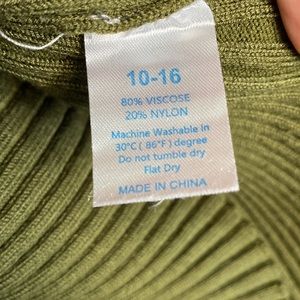 10-16
80% VISCOSE
20% NYLON
Machine Washable in
30°C( 86°F) degree
Do not tumble dry
Flat Dry
MADE IN CHINA